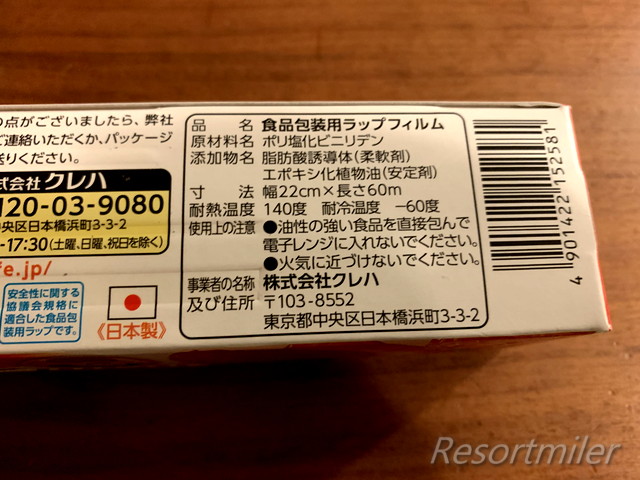 の点がございましたら、弊社
ご連絡いただくか、パッケージ
送りください。
式会社 クレハ
120-03-9080
中央区日本橋浜町3-3-2
-17:30(土曜、日曜、祝日を除く)
e.jp/
安全性に関する
協議会規格に
適合した食品包
装用ラップです。
《日本製》
品名 食品包装用ラップフィルム
原材料名 ポリ塩化ビニリデン
添加物名 脂肪酸誘導体(柔軟剤)
エポキシ化植物油(安定剤)
寸法 幅22cm×長さ60m
耐熱温度 140度 耐冷温度 −60度
使用上の注意 ●油性の強い食品を直接包んで
電子レンジに入れないでください。
●火気に近づけないでください。
事業者の名称 株式会社クレハ
及び住所 〒103-8552
東京都中央区日本橋浜町3-3-2
4 901422 152581
Resortmiler